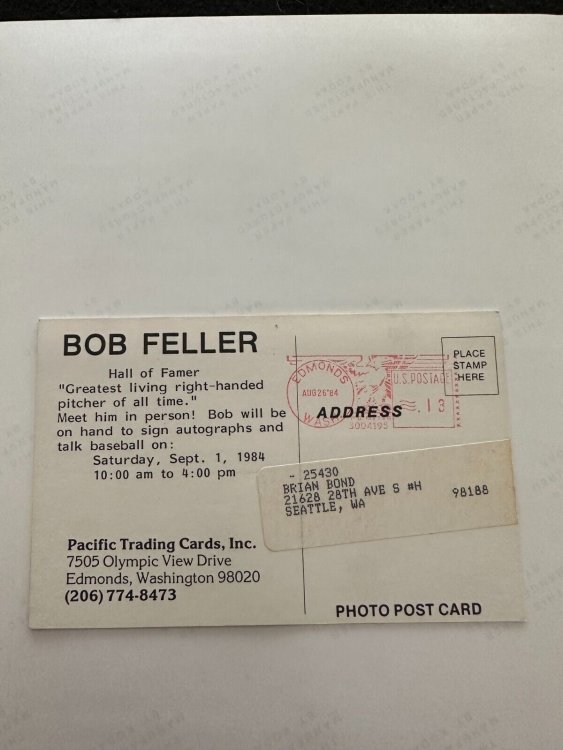 BOB FELLER
Hall of Famer
"Greatest living right-handed
pitcher of all time."
Meet him in person! Bob will be
on hand to sign autographs and
talk baseball on:
Saturday, Sept. 1, 1984
10:00 am to 4:00 pm
Pacific Trading Cards, Inc.
7505 Olympic View Drive
Edmonds, Washington 98020
(206) 774-8473
EDMONDS
AUG 26 '84
WASH
U.S. POSTAGE
.13
3004195
PLACE
STAMP
HERE
ADDRESS
- 25430
BRIAN BOND
21628 28TH AVE S #H
SEATTLE, WA 98188
PHOTO POST CARD